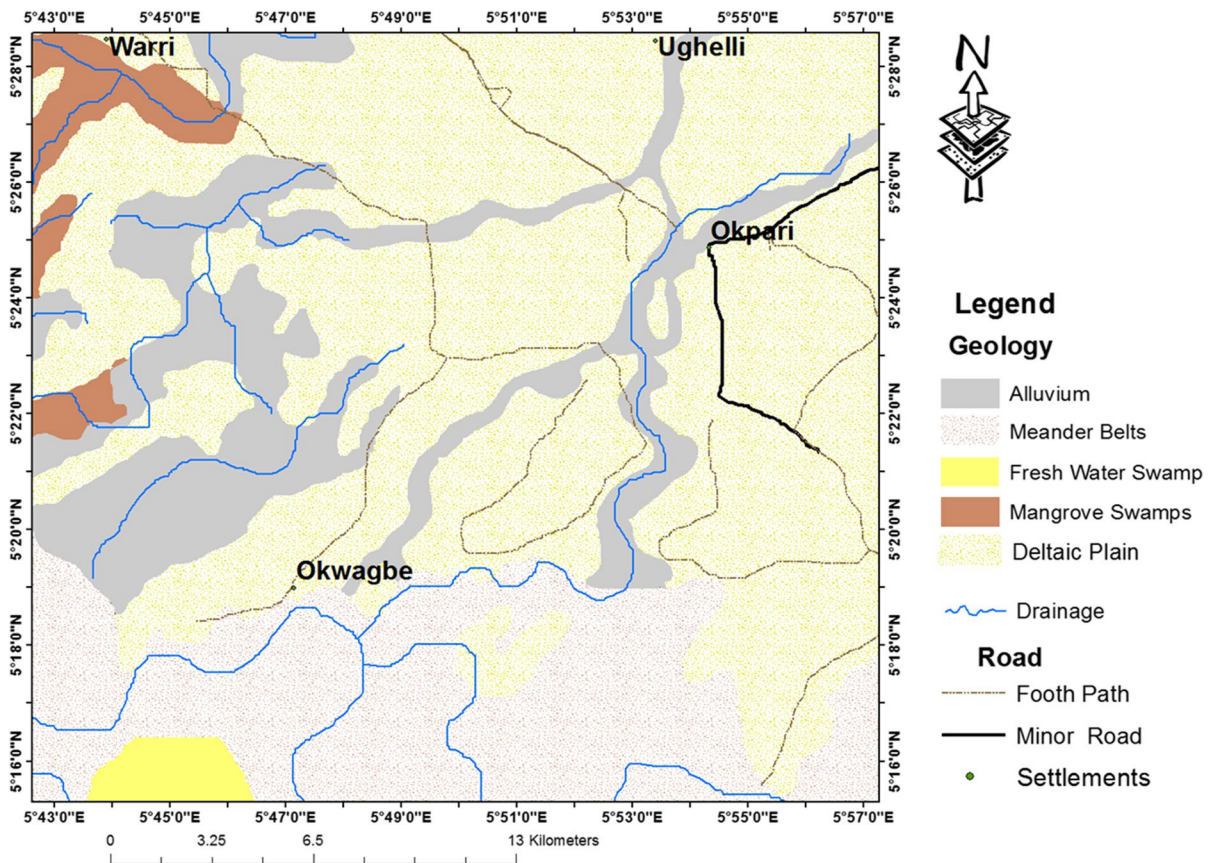 5°43'0"E 5°45'0"E 5°47'0"E 5°49'0"E 5°51'0"E 5°53'0"E 5°55'0"E 5°57'0"E
Warri
Ughelli
5°28'0"N
5°28'0"N
5°26'0"N
5°26'0"N
Okpari
5°24'0"N
5°24'0"N
5°22'0"N
5°22'0"N
5°20'0"N
5°20'0"N
Okwagbe
5°18'0"N
5°18'0"N
5°16'0"N
5°16'0"N
5°43'0"E 5°45'0"E 5°47'0"E 5°49'0"E 5°51'0"E 5°53'0"E 5°55'0"E 5°57'0"E
0 3.25 6.5 13 Kilometers
N
Legend
Geology
Alluvium
Meander Belts
Fresh Water Swamp
Mangrove Swamps
Deltaic Plain
Drainage
Road
Footh Path
Minor Road
Settlements